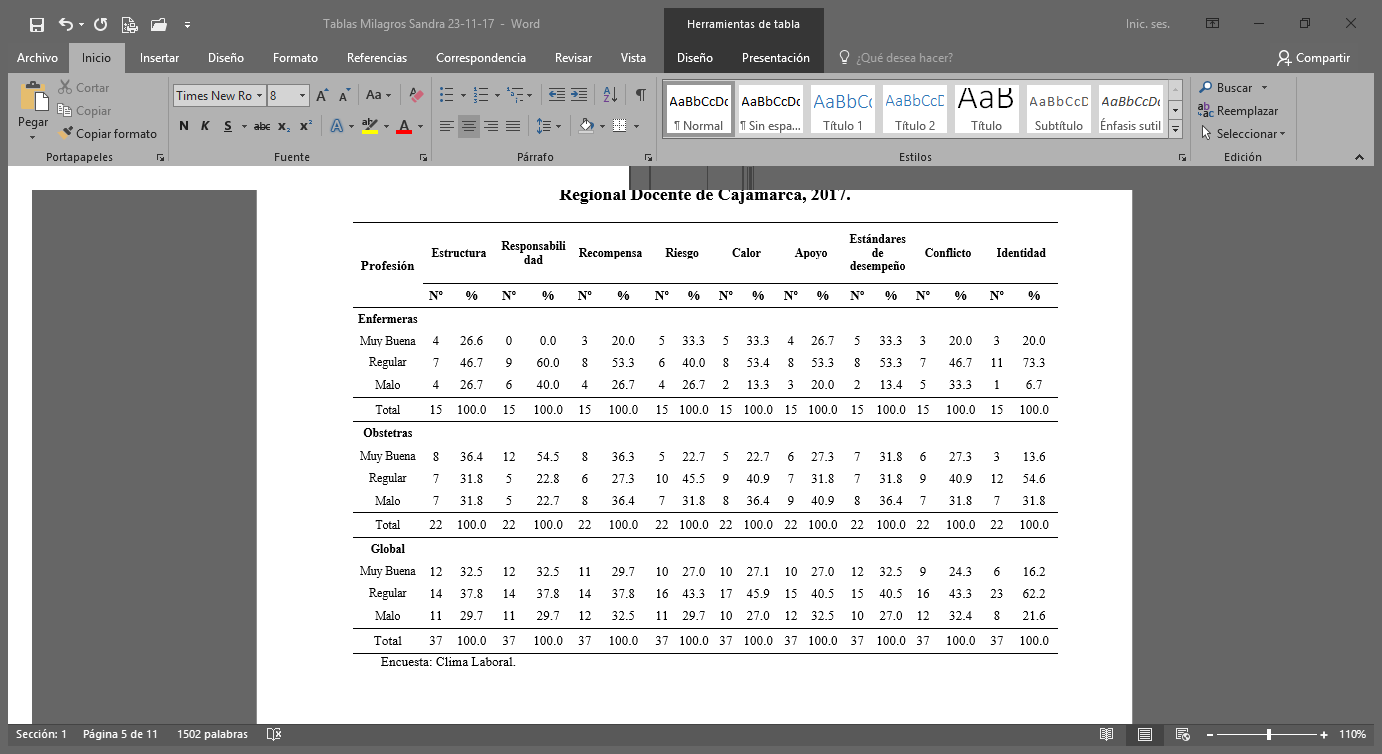 Tablas Milagros Sandra 23-11-17 - Word
Herramientas de tabla
Inic. ses.
Archivo Inicio Insertar Diseño Formato Referencias Correspondencia Revisar Vista Diseño Presentación ¿Qué desea hacer? Compartir
Pegar
Cortar
Copiar
Copiar formato
Portapapeles
Times New Ro 8
Aa
N K S abc x₂ x²
Fuente
Párrafo
AaBbCcDc AaBbCcDc AaBbC AaBbCcD AaB AaBbCcD AaBbCcDc
¶ Normal ¶ Sin espa... Título 1 Título 2 Título Subtítulo Énfasis sutil
Estilos
Buscar
Reemplazar
Seleccionar
Edición
Regional Docente de Cajamarca, 2017.
Profesión Estructura Responsabili dad Recompensa Riesgo Calor Apoyo Estándares de desempeño Conflicto Identidad
Nº % Nº % Nº % Nº % Nº % Nº % Nº % Nº % Nº %
Enfermeras
Muy Buena 4 26.6 0 0.0 3 20.0 5 33.3 5 33.3 4 26.7 5 33.3 3 20.0 3 20.0
Regular 7 46.7 9 60.0 8 53.3 6 40.0 8 53.4 8 53.3 8 53.3 7 46.7 11 73.3
Malo 4 26.7 6 40.0 4 26.7 4 26.7 2 13.3 3 20.0 2 13.4 5 33.3 1 6.7
Total 15 100.0 15 100.0 15 100.0 15 100.0 15 100.0 15 100.0 15 100.0 15 100.0 15 100.0
Obstetras
Muy Buena 8 36.4 12 54.5 8 36.3 5 22.7 5 22.7 6 27.3 7 31.8 6 27.3 3 13.6
Regular 7 31.8 5 22.8 6 27.3 10 45.5 9 40.9 7 31.8 7 31.8 9 40.9 12 54.6
Malo 7 31.8 5 22.7 8 36.4 7 31.8 8 36.4 9 40.9 8 36.4 7 31.8 7 31.8
Total 22 100.0 22 100.0 22 100.0 22 100.0 22 100.0 22 100.0 22 100.0 22 100.0 22 100.0
Global
Muy Buena 12 32.5 12 32.5 11 29.7 10 27.0 10 27.1 10 27.0 12 32.5 9 24.3 6 16.2
Regular 14 37.8 14 37.8 14 37.8 16 43.3 17 45.9 15 40.5 15 40.5 16 43.3 23 62.2
Malo 11 29.7 11 29.7 12 32.5 11 29.7 10 27.0 12 32.5 10 27.0 12 32.4 8 21.6
Total 37 100.0 37 100.0 37 100.0 37 100.0 37 100.0 37 100.0 37 100.0 37 100.0 37 100.0
Encuesta: Clima Laboral.
Sección: 1 Página 5 de 11 1502 palabras 110%